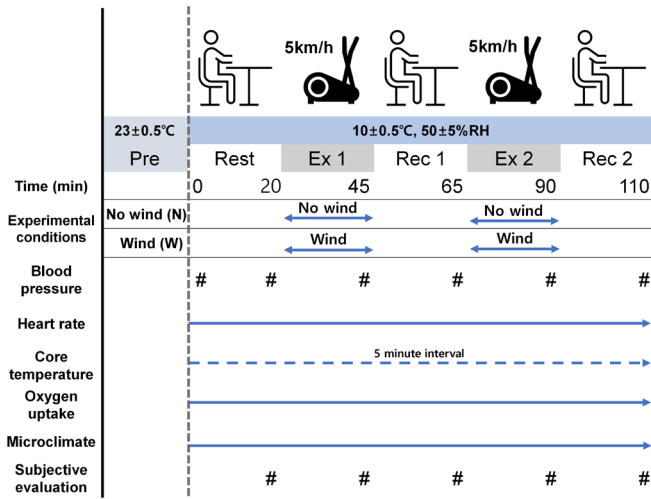 5km/h 5km/h
23±0.5℃ 10±0.5℃, 50±5%RH
Pre Rest Ex 1 Rec 1 Ex 2 Rec 2
Time (min) 0 20 45 65 90 110
Experimental conditions
No wind (N) No wind No wind
Wind (W) Wind Wind
Blood pressure # # # # # #
Heart rate
Core temperature 5 minute interval
Oxygen uptake
Microclimate
Subjective evaluation # # # # #